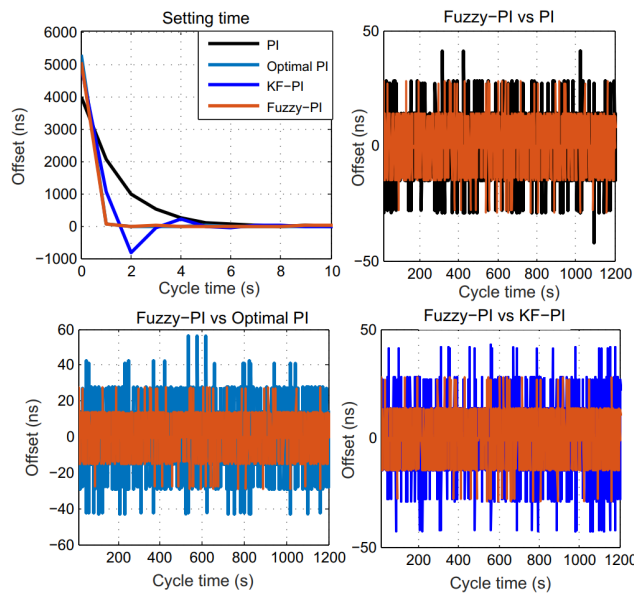 Setting time
6000
5000
4000
3000
2000
1000
0
−1000
Offset (ns)
PI
Optimal PI
KF−PI
Fuzzy−PI
0 2 4 6 8 10
Cycle time (s)
Fuzzy−PI vs PI
50
0
−50
Offset (ns)
200 400 600 800 1000 1200
Cycle time (s)
Fuzzy−PI vs Optimal PI
60
40
20
0
−20
−40
−60
Offset (ns)
200 400 600 800 1000 1200
Cycle time (s)
Fuzzy−PI vs KF−PI
50
0
−50
Offset (ns)
200 400 600 800 1000 1200
Cycle time (s)